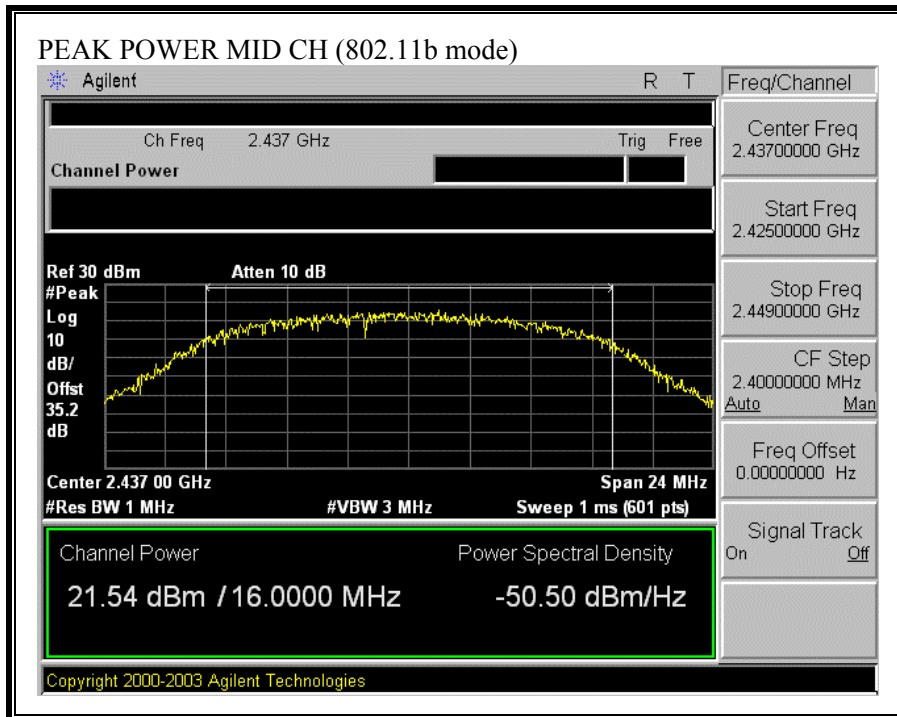 PEAK POWER MID CH (802.11b mode)
Agilent R T Freq/Channel
Ch Freq 2.437 GHz Trig Free
Channel Power
Center Freq
2.43700000 GHz
Start Freq
2.42500000 GHz
Stop Freq
2.44900000 GHz
CF Step
2.40000000 MHz
Auto Man
Freq Offset
0.00000000 Hz
Signal Track
On Off
Ref 30 dBm Atten 10 dB
#Peak
Log
10
dB/
Offst
35.2
dB
Center 2.437 00 GHz Span 24 MHz
#Res BW 1 MHz #VBW 3 MHz Sweep 1 ms (601 pts)
Channel Power Power Spectral Density
21.54 dBm / 16.0000 MHz -50.50 dBm/Hz
Copyright 2000-2003 Agilent Technologies